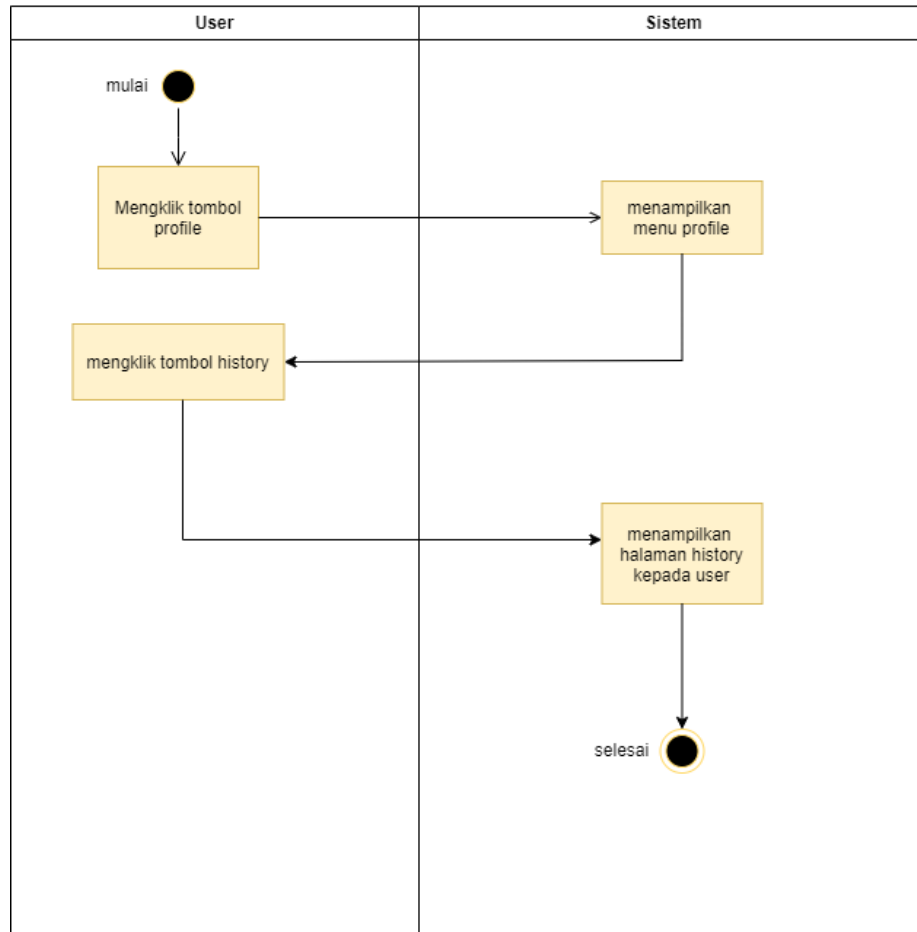 User
Sistem
mulai
Mengklik tombol
profile
menampilkan
menu profile
mengklik tombol history
menampilkan
halaman history
kepada user
selesai